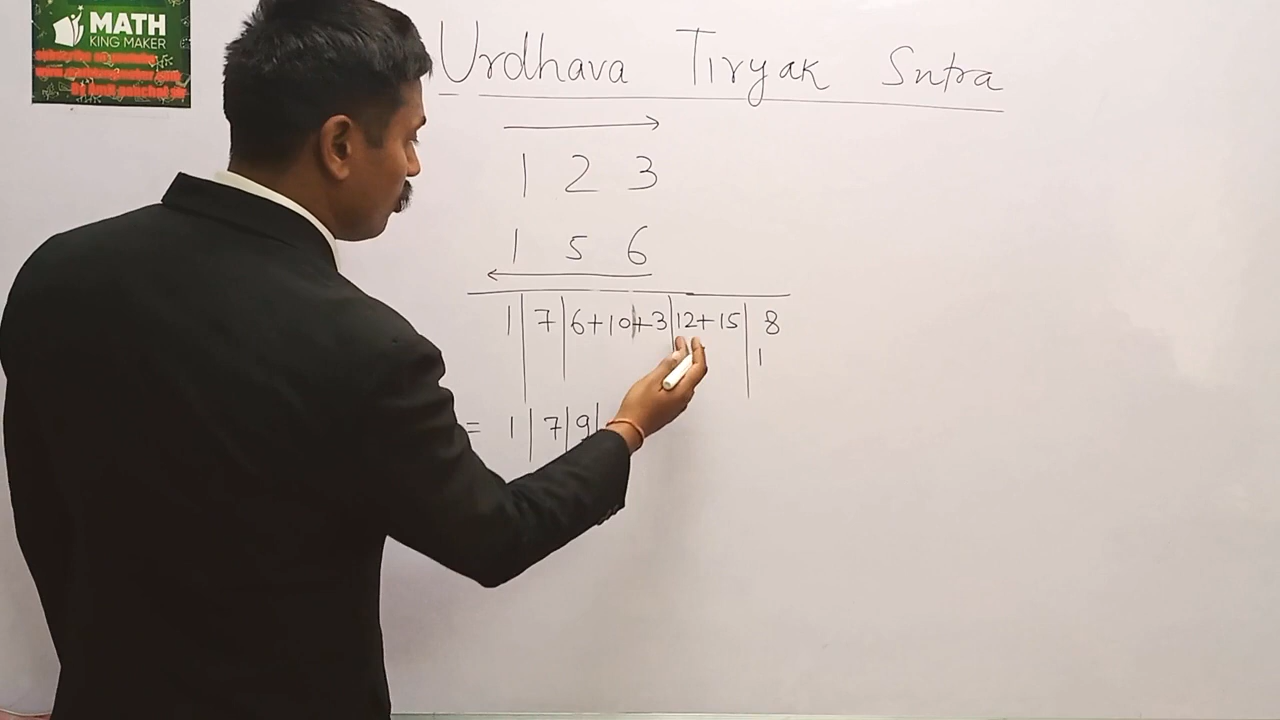 MATH
KING MAKER
Urdhava Tiryak Sutra
1 2 3
1 5 6
1 | 7 | 6+10+3 | 12+15 | 8
1
= 1 | 7 | 9 |